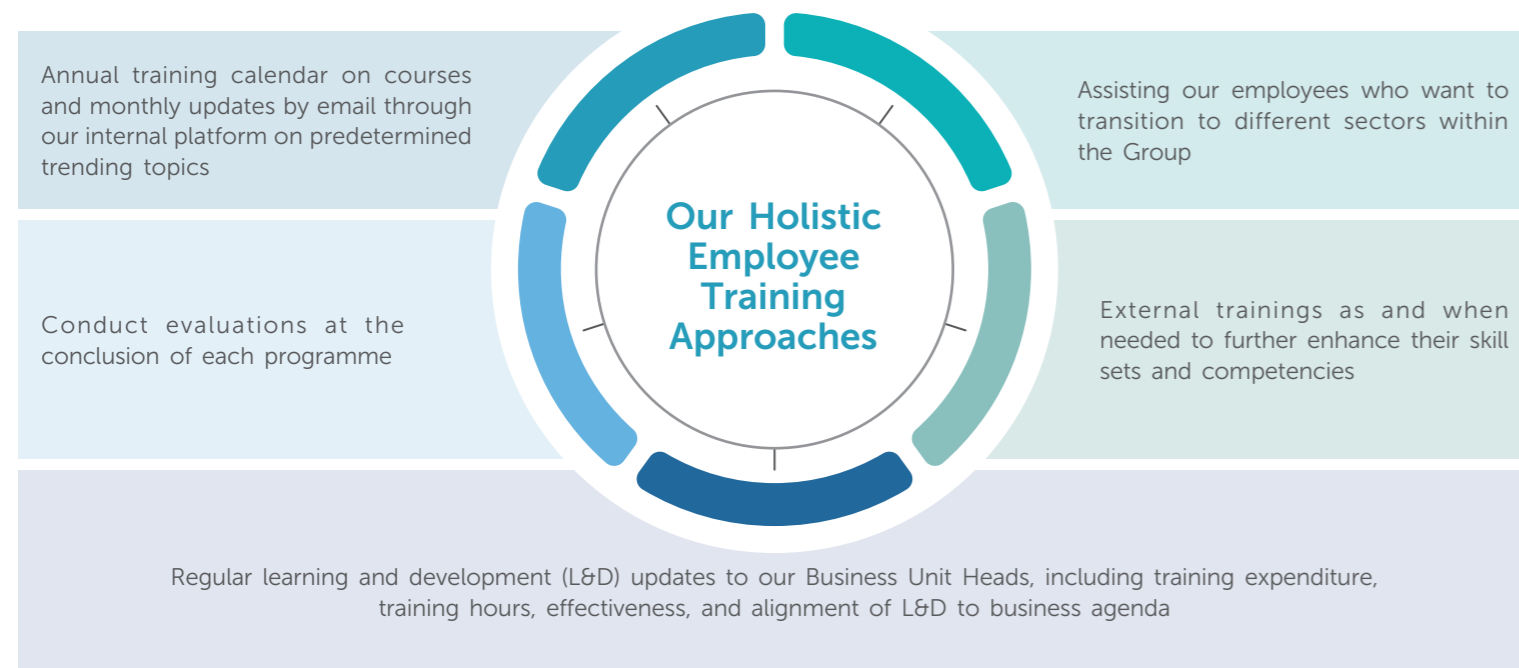 Annual training calendar on courses
and monthly updates by email through
our internal platform on predetermined
trending topics
Assisting our employees who want to
transition to different sectors within
the Group
Our Holistic
Employee
Training
Approaches
Conduct evaluations at the
conclusion of each programme
External trainings as and when
needed to further enhance their skill
sets and competencies
Regular learning and development (L&D) updates to our Business Unit Heads, including training expenditure,
training hours, effectiveness, and alignment of L&D to business agenda